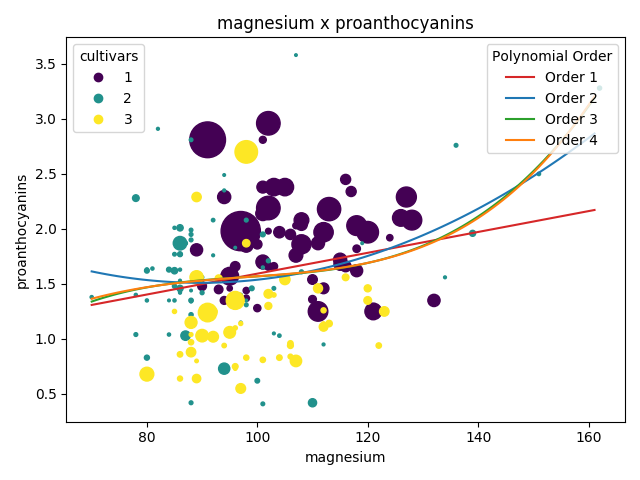 magnesium x proanthocyanins
cultivars
1
2
3
Polynomial Order
Order 1
Order 2
Order 3
Order 4
3.5
3.0
2.5
2.0
1.5
1.0
0.5
proanthocyanins
80 100 120 140 160
magnesium